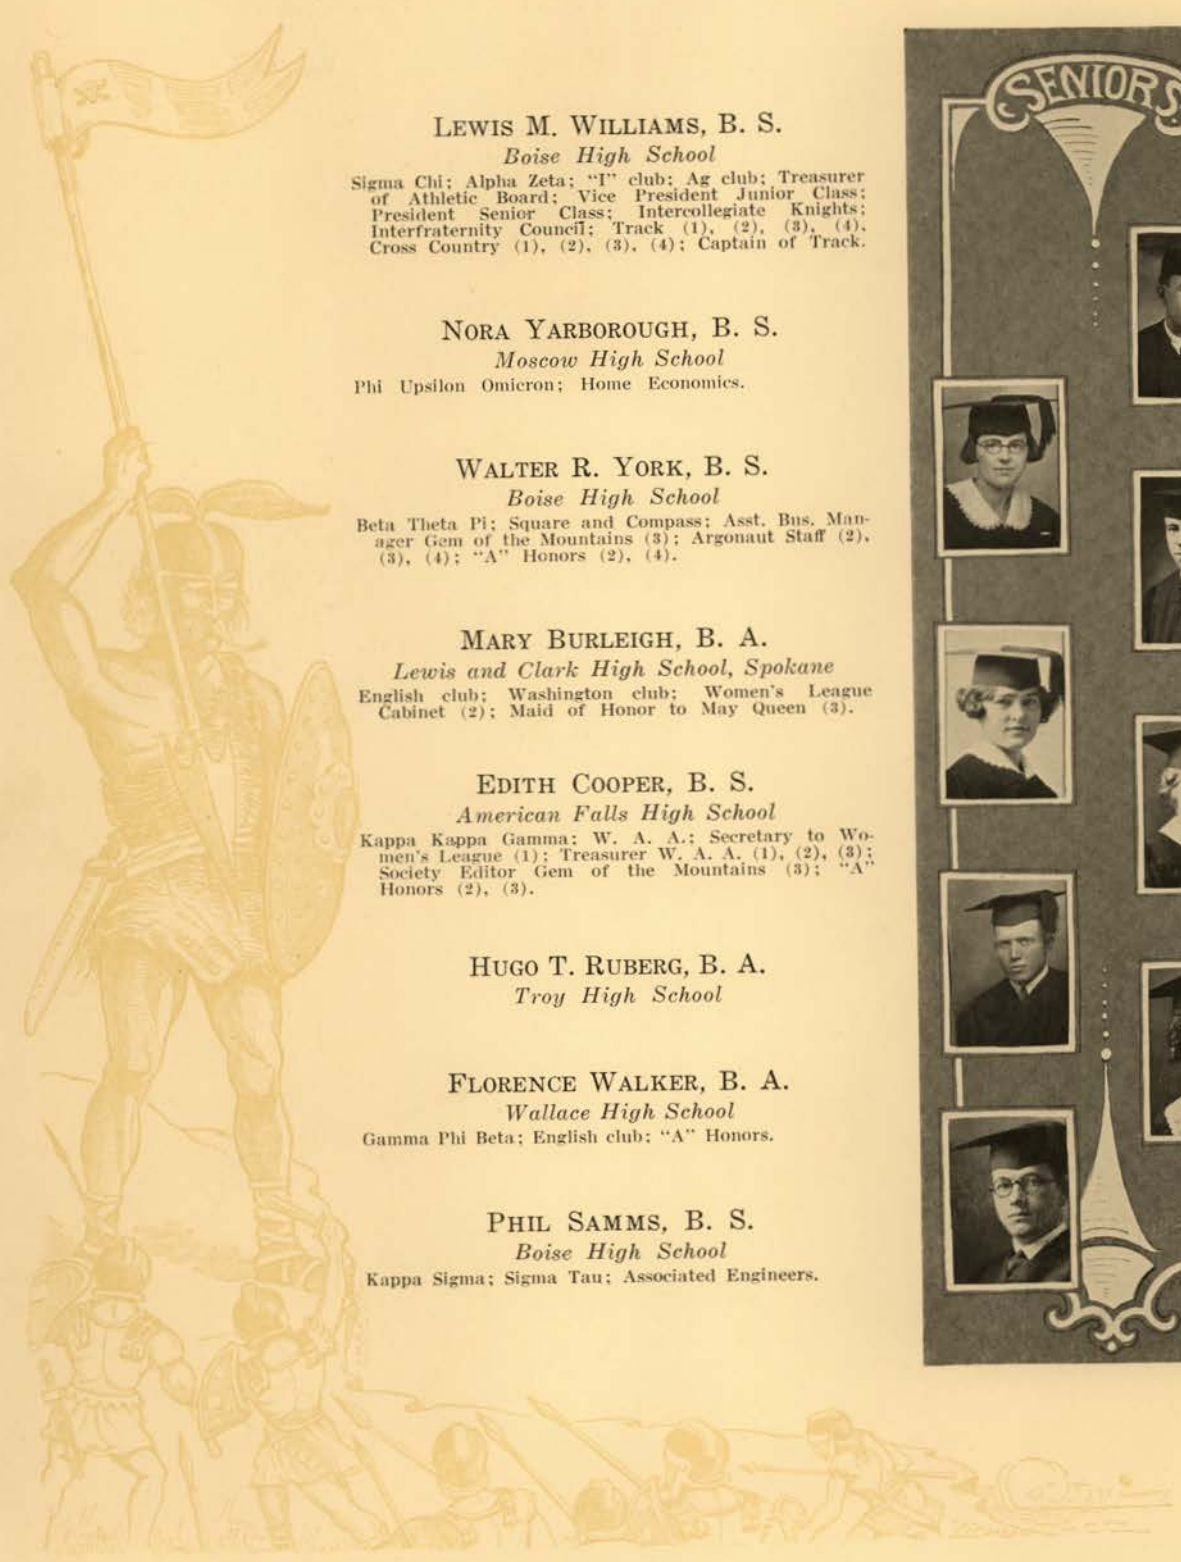 LEWIS M. WILLIAMS, B. S.
Boise High School
Sigma Chi; Alpha Zeta; "I" club; Ag club; Treasurer
of Athletic Board; Vice President Junior Class;
President Senior Class; Intercollegiate Knights;
Interfraternity Council; Track (1), (2), (3), (4),
Cross Country (1), (2), (3), (4); Captain of Track.
NORA YARBOROUGH, B. S.
Moscow High School
Phi Upsilon Omicron; Home Economics.
WALTER R. YORK, B. S.
Boise High School
Beta Theta Pi; Square and Compass; Asst. Bus. Man-
ager Gem of the Mountains (3); Argonaut Staff (2),
(3), (4); "A" Honors (2), (4).
MARY BURLEIGH, B. A.
Lewis and Clark High School, Spokane
English club; Washington club; Women's League
Cabinet (2); Maid of Honor to May Queen (3).
EDITH COOPER, B. S.
American Falls High School
Kappa Kappa Gamma; W. A. A.; Secretary to Wo-
men's League (1); Treasurer W. A. A. (1), (2), (3);
Society Editor Gem of the Mountains (3); "A"
Honors (2), (3).
HUGO T. RUBERG, B. A.
Troy High School
FLORENCE WALKER, B. A.
Wallace High School
Gamma Phi Beta; English club; "A" Honors.
PHIL SAMMS, B. S.
Boise High School
Kappa Sigma; Sigma Tau; Associated Engineers.
SENIORS